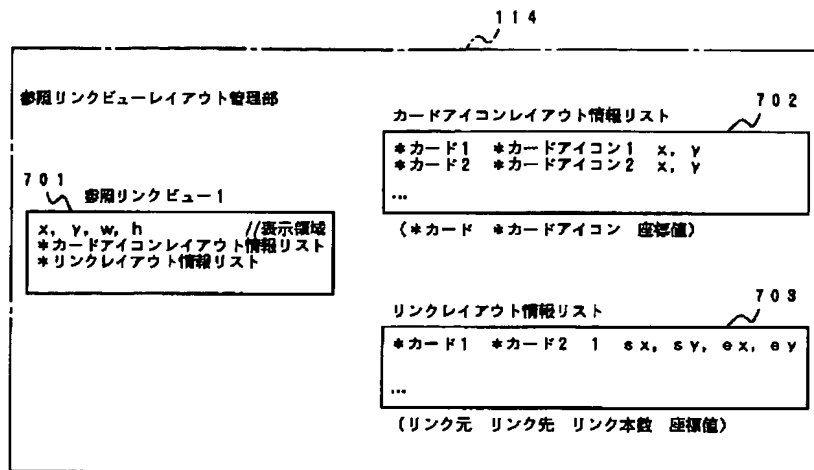 114
参照リンクビューレイアウト管理部
701
参照リンクビュー1
x, y, w, h //表示領域
*カードアイコンレイアウト情報リスト
*リンクレイアウト情報リスト
カードアイコンレイアウト情報リスト
702
*カード1 *カードアイコン1 x, y
*カード2 *カードアイコン2 x, y
...
(*カード *カードアイコン 座標値)
リンクレイアウト情報リスト
703
*カード1 *カード2 1 sx, sy, ex, ey
...
(リンク元 リンク先 リンク本数 座標値)